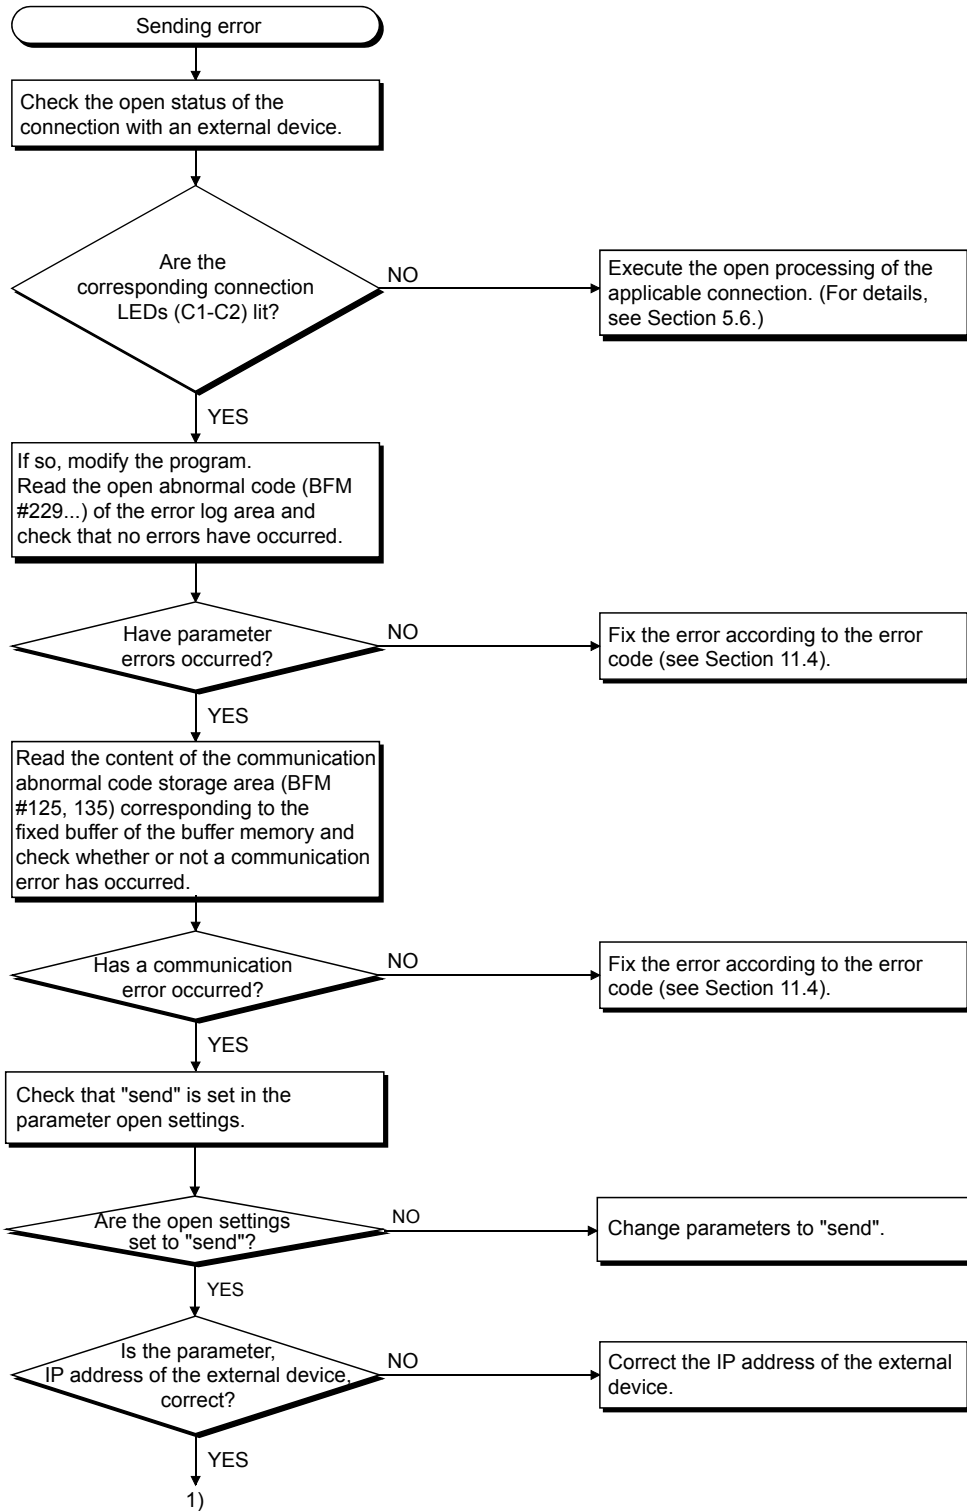 Sending error
Check the open status of the
connection with an external device.
Are the
corresponding connection
LEDs (C1-C2) lit?
NO
Execute the open processing of the
applicable connection. (For details,
see Section 5.6.)
YES
If so, modify the program.
Read the open abnormal code (BFM
#229...) of the error log area and
check that no errors have occurred.
Have parameter
errors occurred?
NO
Fix the error according to the error
code (see Section 11.4).
YES
Read the content of the communication
abnormal code storage area (BFM
#125, 135) corresponding to the
fixed buffer of the buffer memory and
check whether or not a communication
error has occurred.
Has a communication
error occurred?
NO
Fix the error according to the error
code (see Section 11.4).
YES
Check that "send" is set in the
parameter open settings.
Are the open settings
set to "send"?
NO
Change parameters to "send".
YES
Is the parameter,
IP address of the external device,
correct?
NO
Correct the IP address of the external
device.
YES
1)